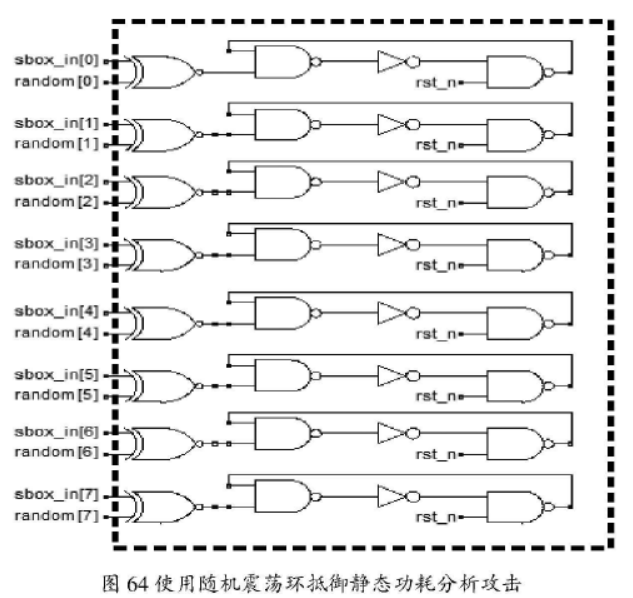 sbox_in[0]
random[0]
rst_n
sbox_in[1]
random[1]
rst_n
sbox_in[2]
random[2]
rst_n
sbox_in[3]
random[3]
rst_n
sbox_in[4]
random[4]
rst_n
sbox_in[5]
random[5]
rst_n
sbox_in[6]
random[6]
rst_n
sbox_in[7]
random[7]
rst_n
图 64 使用随机震荡环抵御静态功耗分析攻击